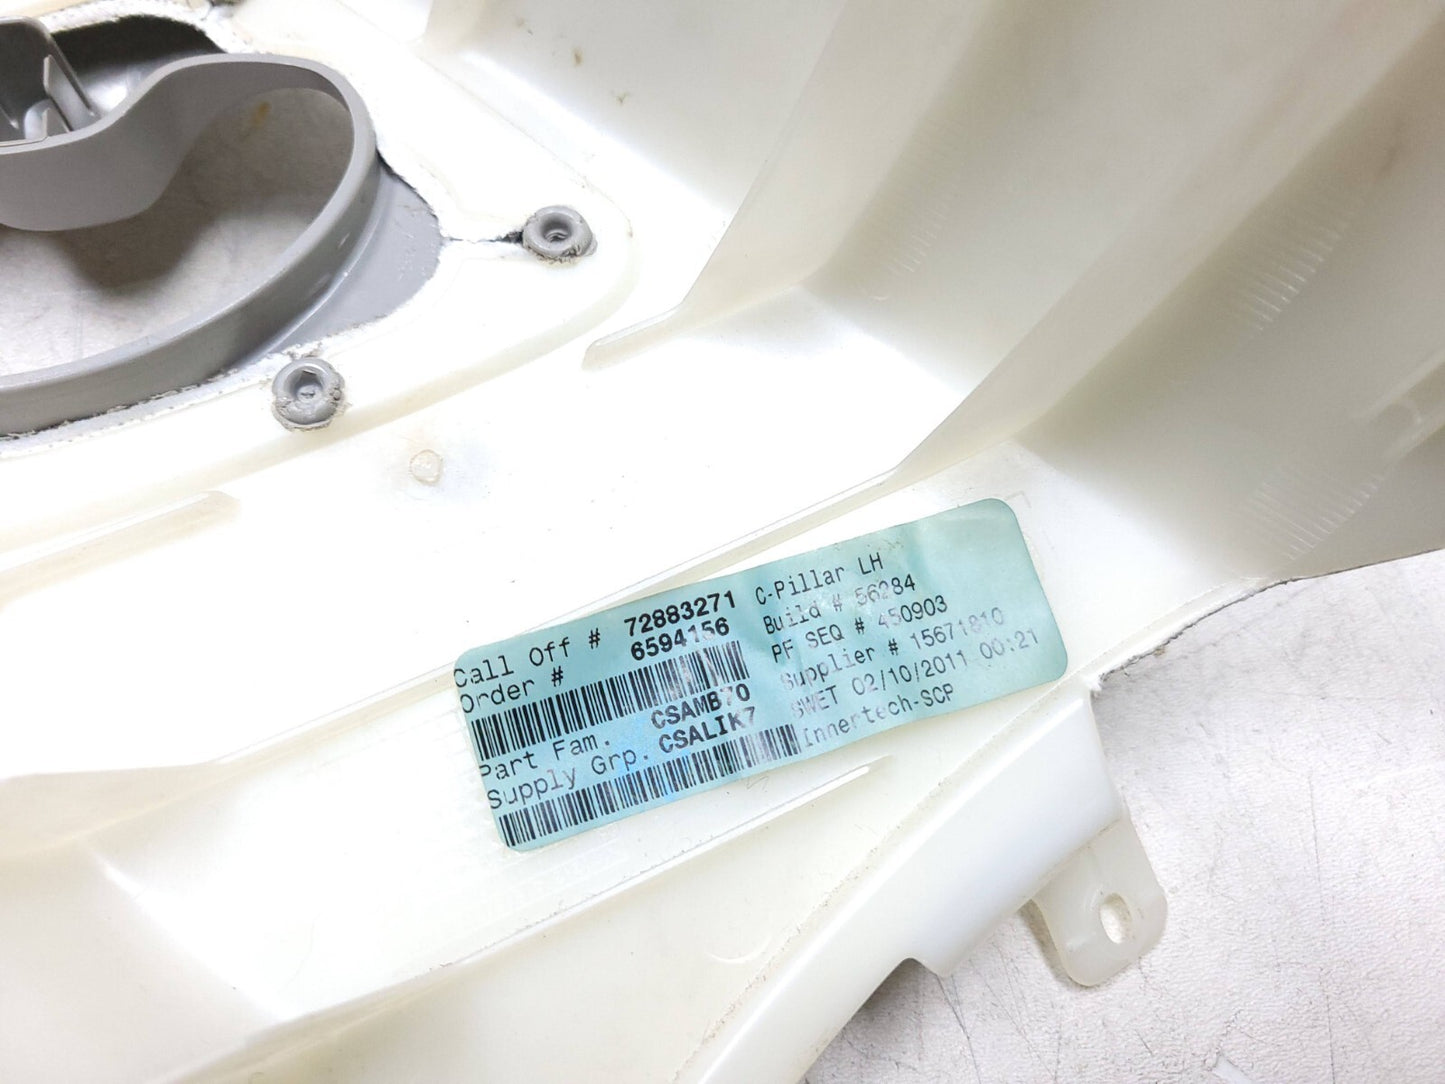 Call Off # 72883271
Order # 6594156
Part Fam. CSAMB70
Supply Grp. CSALIK7
C-Pillar LH
Build # 56284
PF SEQ # 450903
Supplier # 15671810
SWET 02/10/2011 00:21
Innertech-SCP